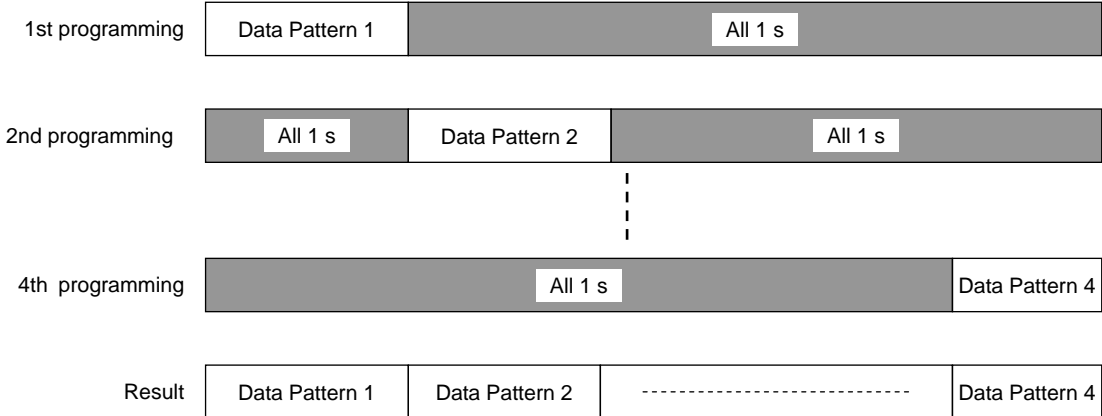 1st programming Data Pattern 1 All 1 s
2nd programming All 1 s Data Pattern 2 All 1 s
4th programming All 1 s Data Pattern 4
Result Data Pattern 1 Data Pattern 2 Data Pattern 4